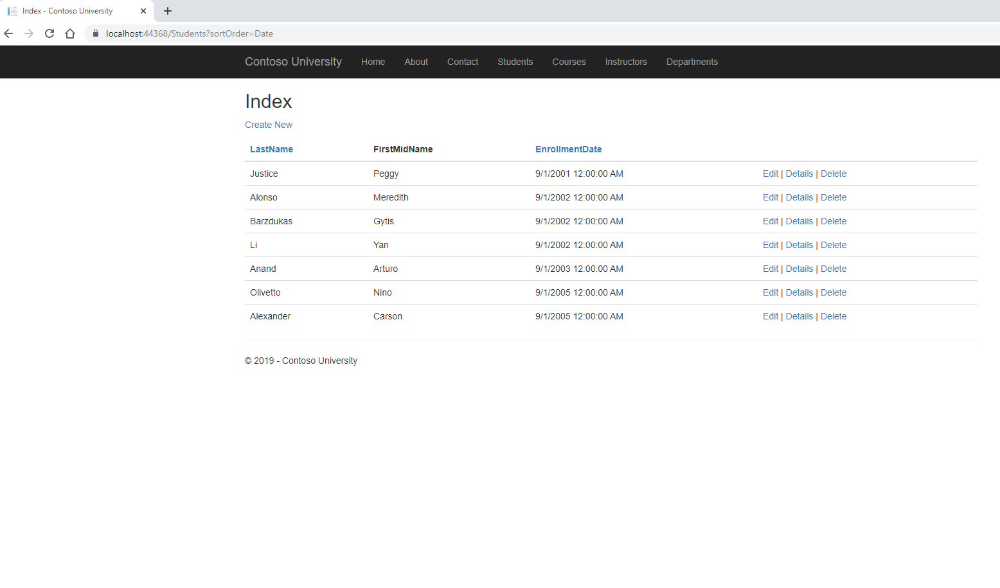 Index - Contoso University
localhost:44368/Students?sortOrder=Date
Contoso University Home About Contact Students Courses Instructors Departments
Index
Create New
LastName FirstMidName EnrollmentDate
Justice Peggy 9/1/2001 12:00:00 AM Edit | Details | Delete
Alonso Meredith 9/1/2002 12:00:00 AM Edit | Details | Delete
Barzdukas Gytis 9/1/2002 12:00:00 AM Edit | Details | Delete
Li Yan 9/1/2002 12:00:00 AM Edit | Details | Delete
Anand Arturo 9/1/2003 12:00:00 AM Edit | Details | Delete
Olivetto Nino 9/1/2005 12:00:00 AM Edit | Details | Delete
Alexander Carson 9/1/2005 12:00:00 AM Edit | Details | Delete
© 2019 - Contoso University